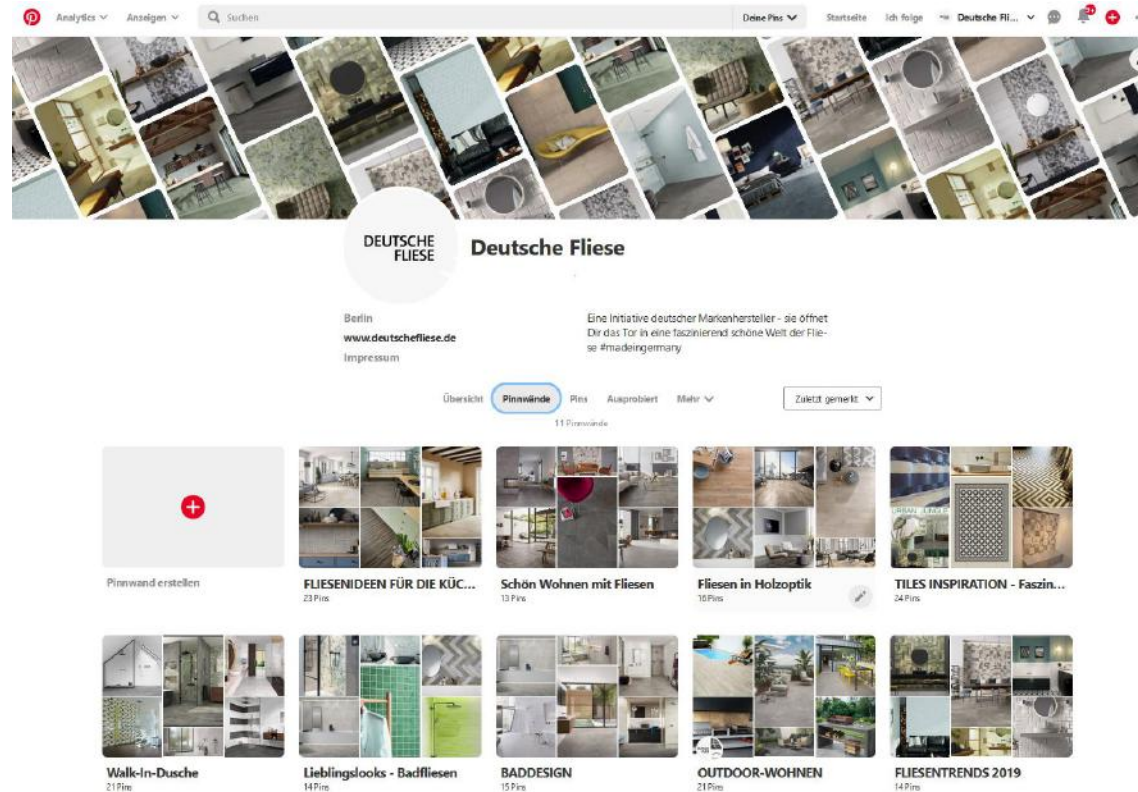 Analytics
Anzeigen
Suchen
Deine Pins
Startseite
Ich folge
Deutsche Fli...
DEUTSCHE
FLIESE
Deutsche Fliese
Berlin
www.deutschefliese.de
Impressum
Eine Initiative deutscher Markenhersteller - sie öffnet
Dir das Tor in eine faszinierend schöne Welt der Flie-
se #madeingermany
Übersicht
Pinnwände
Pins
Ausprobiert
Mehr
Zuletzt gemerkt
11 Pinnwände
URBAN JUNGLE
Pinnwand erstellen
FLIESENIDEEN FÜR DIE KÜC...
23 Pins
Schön Wohnen mit Fliesen
13 Pins
Fliesen in Holzoptik
16 Pins
TILES INSPIRATION - Faszin...
24 Pins
Walk-In-Dusche
21 Pins
Lieblingslooks - Badfliesen
14 Pins
BADDESIGN
15 Pins
OUTDOOR-WOHNEN
21 Pins
FLIESENTRENDS 2019
14 Pins